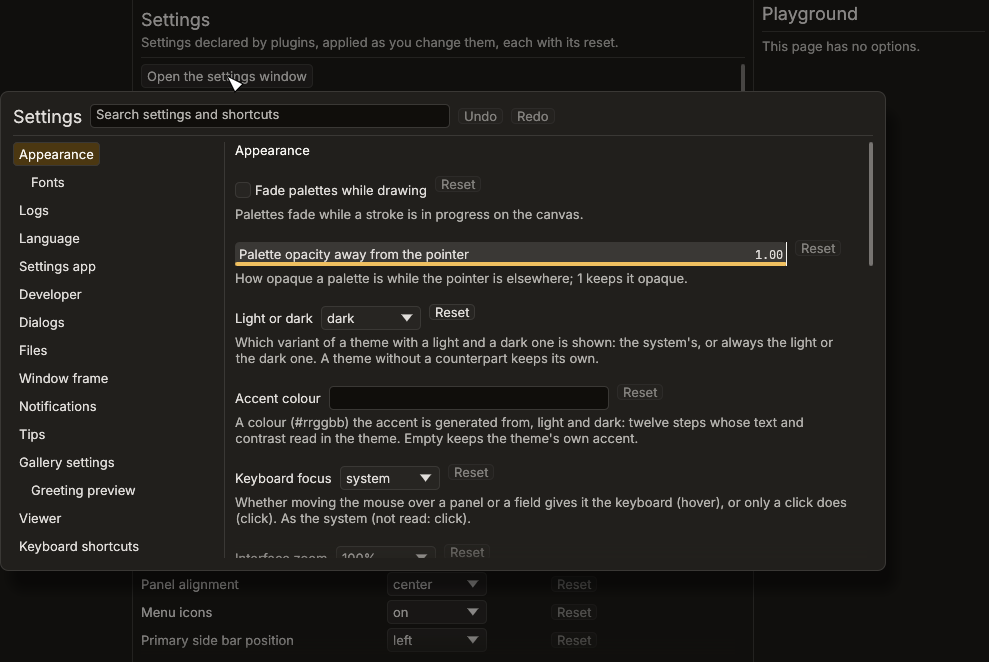 Settings
Settings declared by plugins, applied as you change them, each with its reset.
Open the settings window
Playground
This page has no options.
Settings
Search settings and shortcuts
Undo
Redo
Appearance
Fonts
Logs
Language
Settings app
Developer
Dialogs
Files
Window frame
Notifications
Tips
Gallery settings
Greeting preview
Viewer
Keyboard shortcuts
Appearance
Fade palettes while drawing
Reset
Palettes fade while a stroke is in progress on the canvas.
Palette opacity away from the pointer 1.00
Reset
How opaque a palette is while the pointer is elsewhere; 1 keeps it opaque.
Light or dark dark Reset
Which variant of a theme with a light and a dark one is shown: the system's, or always the light or
the dark one. A theme without a counterpart keeps its own.
Accent colour Reset
A colour (#rrggbb) the accent is generated from, light and dark: twelve steps whose text and
contrast read in the theme. Empty keeps the theme's own accent.
Keyboard focus system Reset
Whether moving the mouse over a panel or a field gives it the keyboard (hover), or only a click does
(click). As the system (not read: click).
Interface zoom 100% Reset
Panel alignment center Reset
Menu icons on Reset
Primary side bar position left Reset